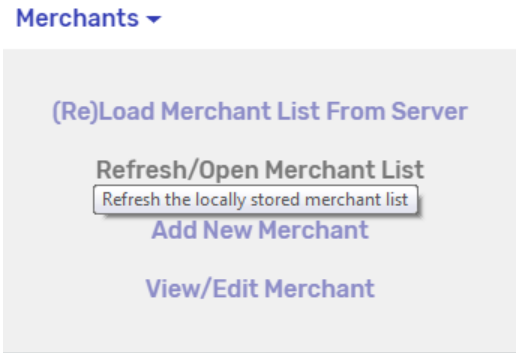 Merchants
(Re)Load Merchant List From Server
Refresh/Open Merchant List
Refresh the locally stored merchant list
Add New Merchant
View/Edit Merchant